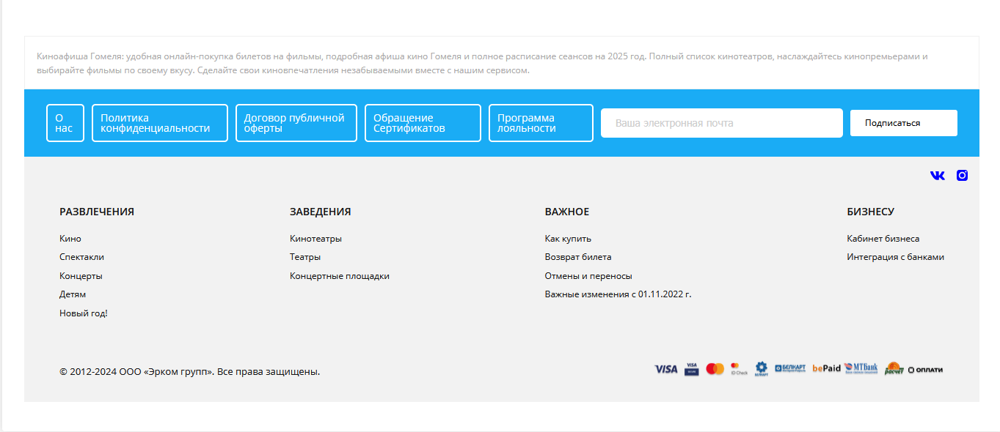 Киноафиша Гомеля: удобная онлайн-покупка билетов на фильмы, подробная афиша кино Гомеля и полное расписание сеансов на 2025 год. Полный список кинотеатров, наслаждайтесь кинопремьерами и
выбирайте фильмы по своему вкусу. Сделайте свои киновпечатления незабываемыми вместе с нашим сервисом.
О
нас
Политика
конфиденциальности
Договор публичной
оферты
Обращение
Сертификатов
Программа
лояльности
Ваша электронная почта
Подписаться
РАЗВЛЕЧЕНИЯ
Кино
Спектакли
Концерты
Детям
Новый год!
ЗАВЕДЕНИЯ
Кинотеатры
Театры
Концертные площадки
ВАЖНОЕ
Как купить
Возврат билета
Отмены и переносы
Важные изменения с 01.11.2022 г.
БИЗНЕСУ
Кабинет бизнеса
Интеграция с банками
© 2012-2024 ООО «Эрком групп». Все права защищены.
VISA VISA ID Check БЕЛКАРТ БЕЛКАРТ bePaid МТБанк расчет ОПЛАТИ